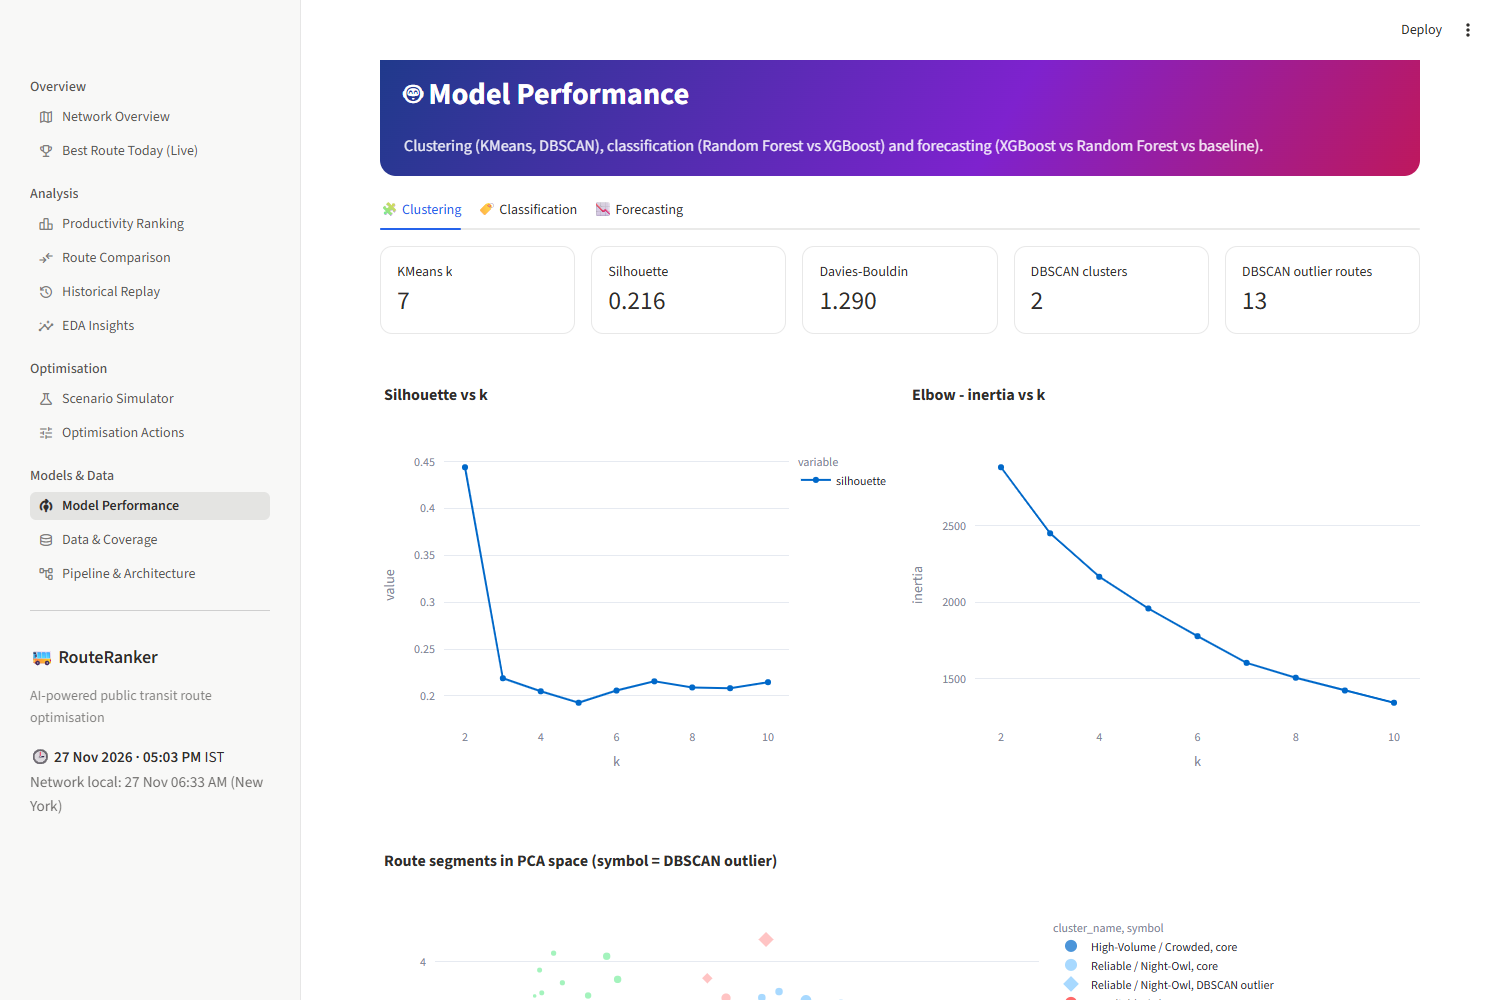 Deploy
Overview
Network Overview
Best Route Today (Live)
Analysis
Productivity Ranking
Route Comparison
Historical Replay
EDA Insights
Optimisation
Scenario Simulator
Optimisation Actions
Models & Data
Model Performance
Data & Coverage
Pipeline & Architecture
RouteRanker
AI-powered public transit route
optimisation
27 Nov 2026 · 05:03 PM IST
Network local: 27 Nov 06:33 AM (New
York)
Model Performance
Clustering (KMeans, DBSCAN), classification (Random Forest vs XGBoost) and forecasting (XGBoost vs Random Forest vs baseline).
Clustering
Classification
Forecasting
KMeans k
7
Silhouette
0.216
Davies-Bouldin
1.290
DBSCAN clusters
2
DBSCAN outlier routes
13
Silhouette vs k
0.45
0.4
0.35
0.3
0.25
0.2
value
2 4 6 8 10
k
variable
silhouette
Elbow - inertia vs k
2500
2000
1500
inertia
2 4 6 8 10
k
Route segments in PCA space (symbol = DBSCAN outlier)
4
cluster_name, symbol
High-Volume / Crowded, core
Reliable / Night-Owl, core
Reliable / Night-Owl, DBSCAN outlier